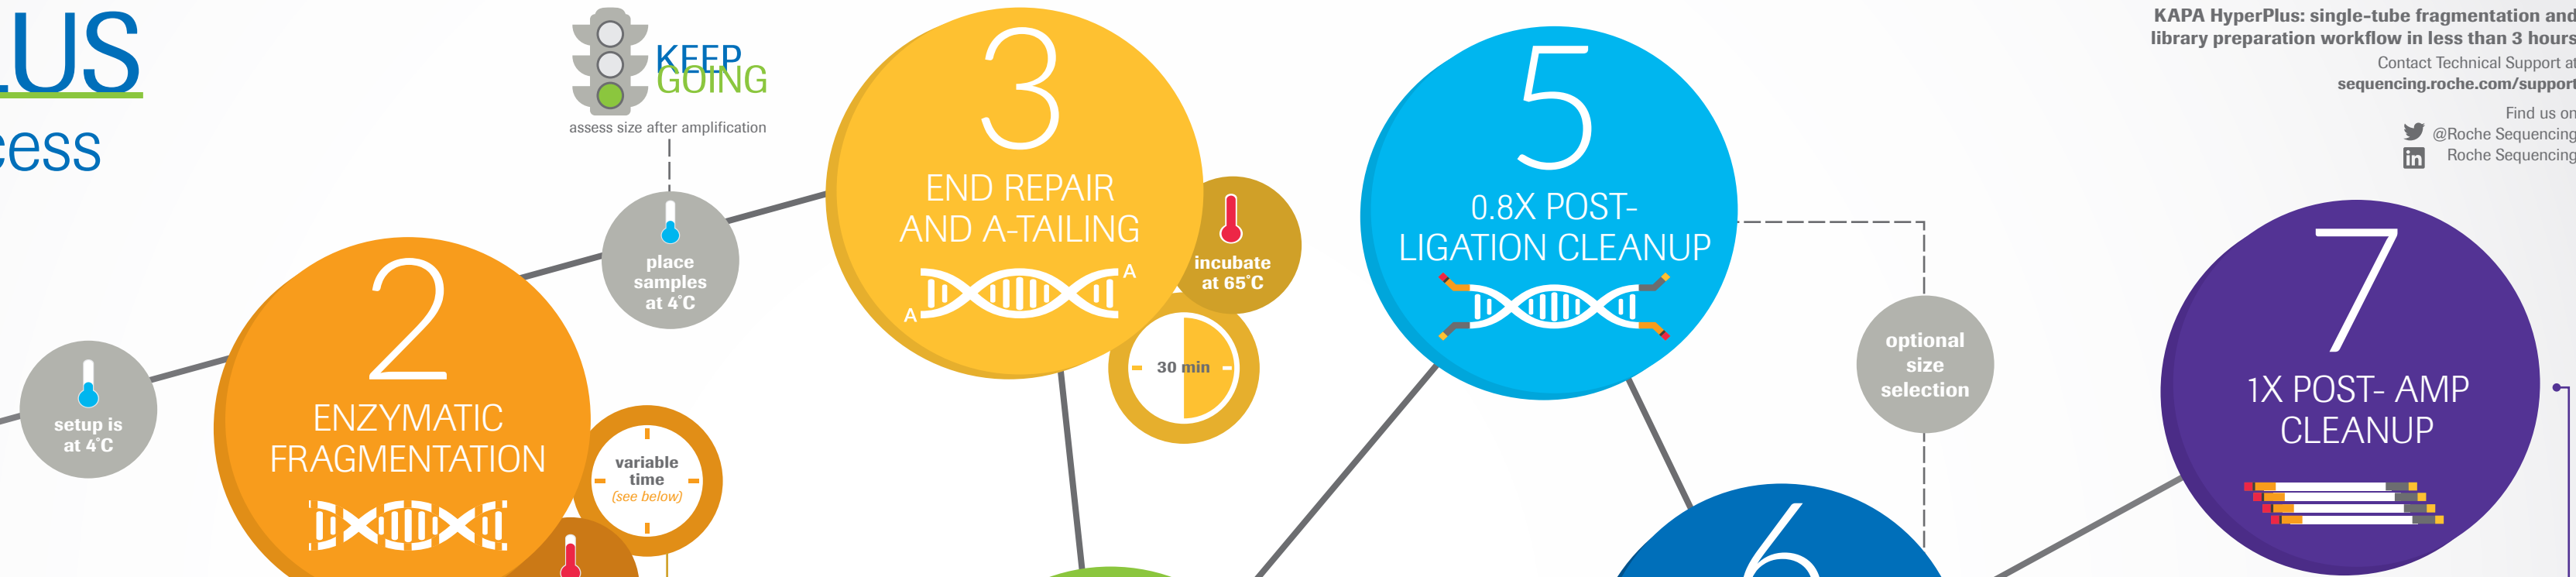 LUS
cess
KEEP
GOING
assess size after amplification
setup is
at 4°C
2
ENZYMATIC
FRAGMENTATION
variable
time
(see below)
place
samples
at 4°C
3
END REPAIR
AND A-TAILING
A
A
incubate
at 65°C
30 min
5
0.8X POST-
LIGATION CLEANUP
optional
size
selection
6
7
1X POST- AMP
CLEANUP
KAPA HyperPlus: single-tube fragmentation and
library preparation workflow in less than 3 hours
Contact Technical Support at
sequencing.roche.com/support
Find us on
@Roche Sequencing
in Roche Sequencing